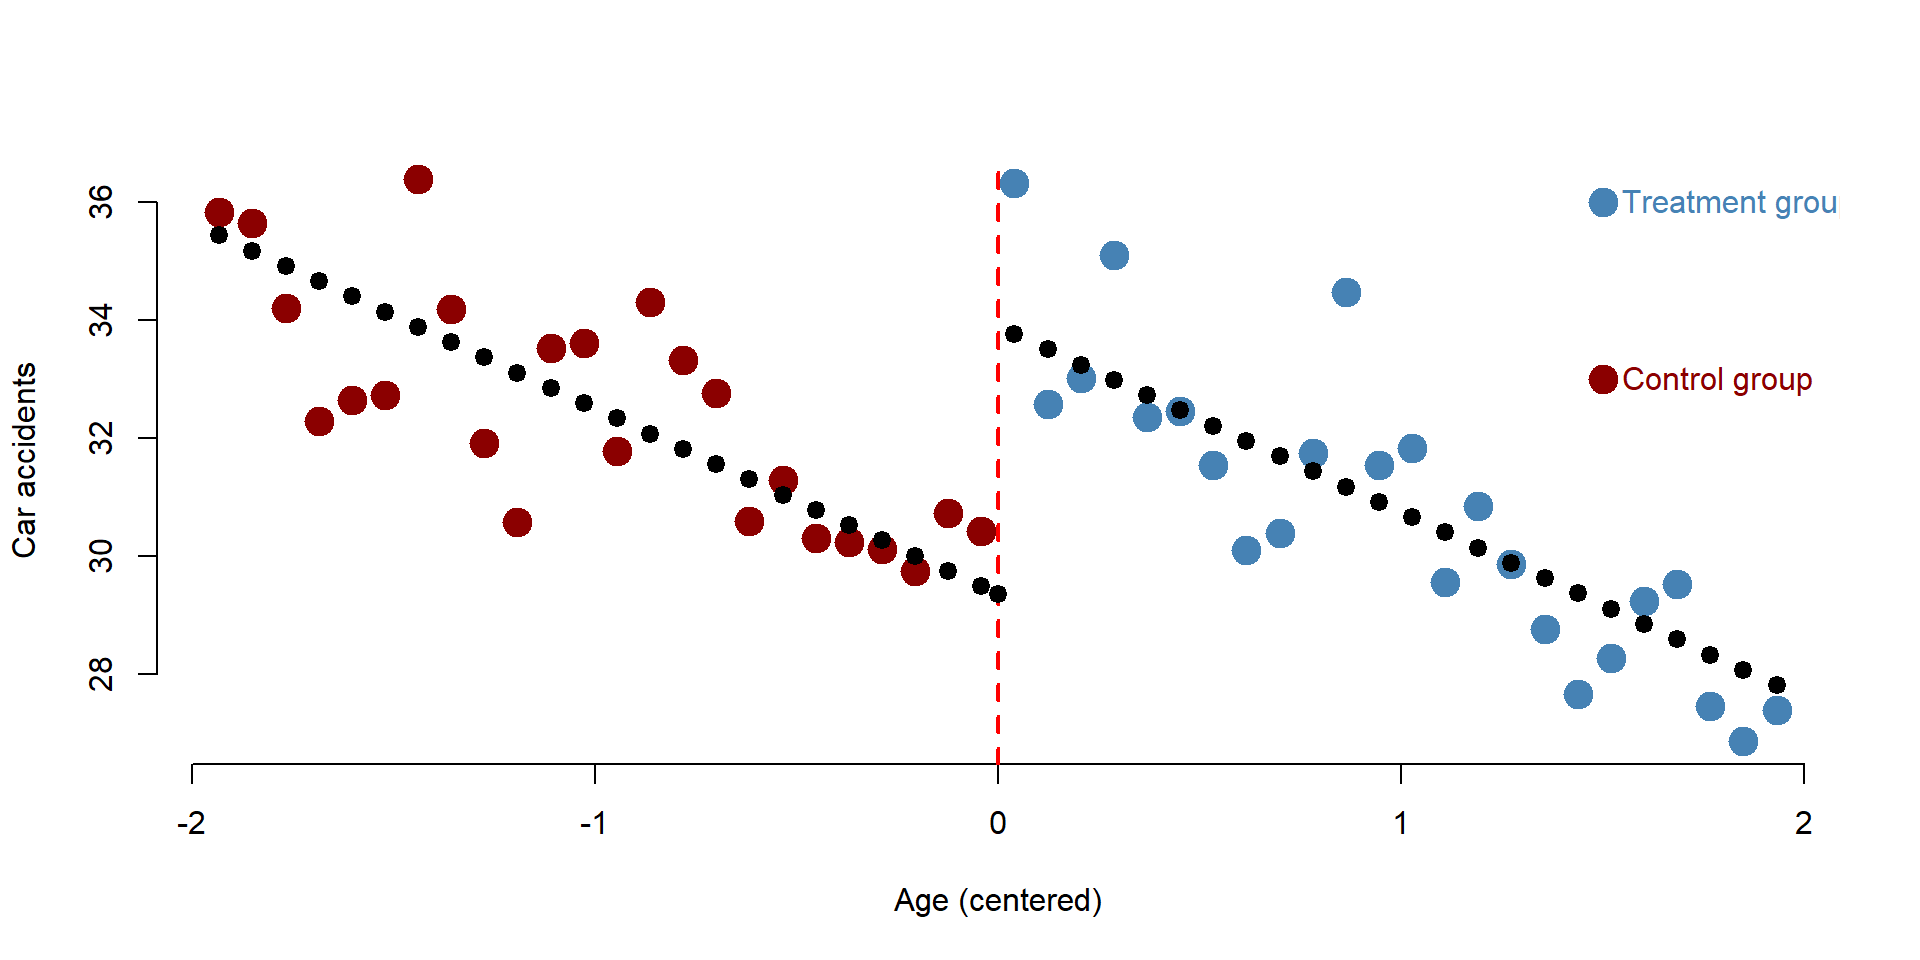 36
34
32
30
28
Car accidents
Treatment grou
Control group
-2
-1
0
1
2
Age (centered)